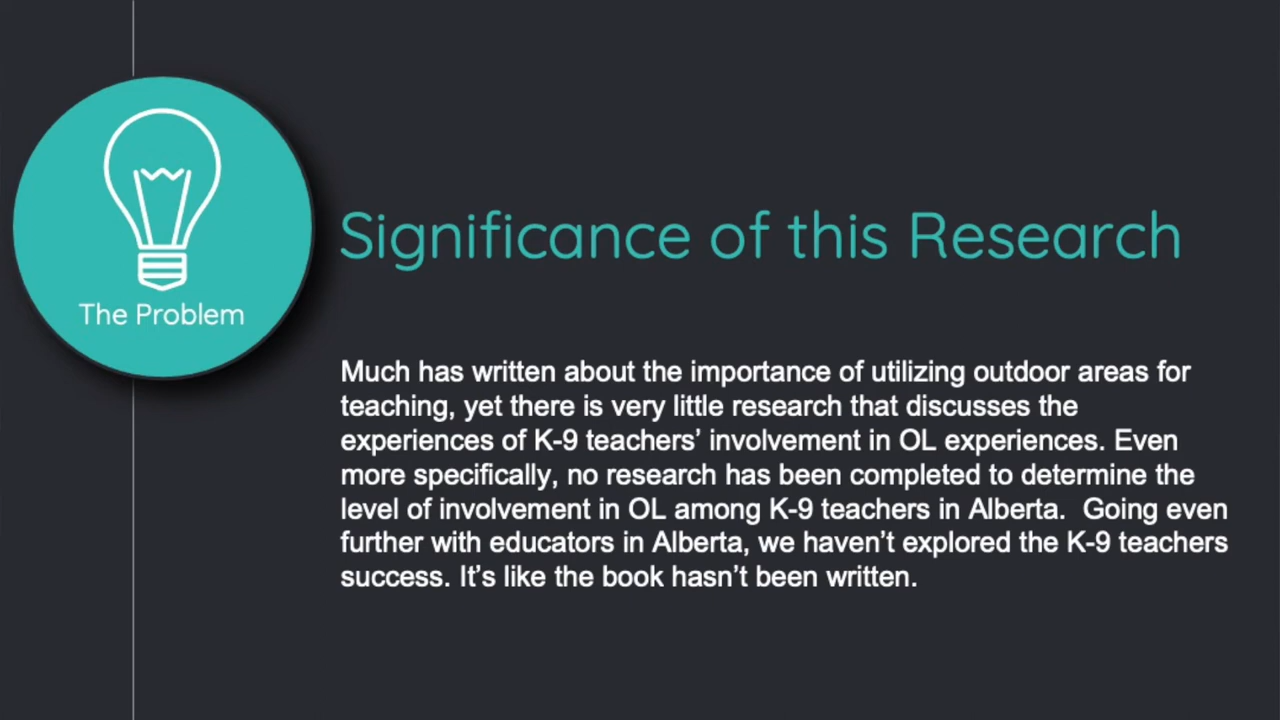 The Problem
Significance of this Research
Much has written about the importance of utilizing outdoor areas for
teaching, yet there is very little research that discusses the
experiences of K-9 teachers’ involvement in OL experiences. Even
more specifically, no research has been completed to determine the
level of involvement in OL among K-9 teachers in Alberta.  Going even
further with educators in Alberta, we haven’t explored the K-9 teachers
success. It’s like the book hasn’t been written.